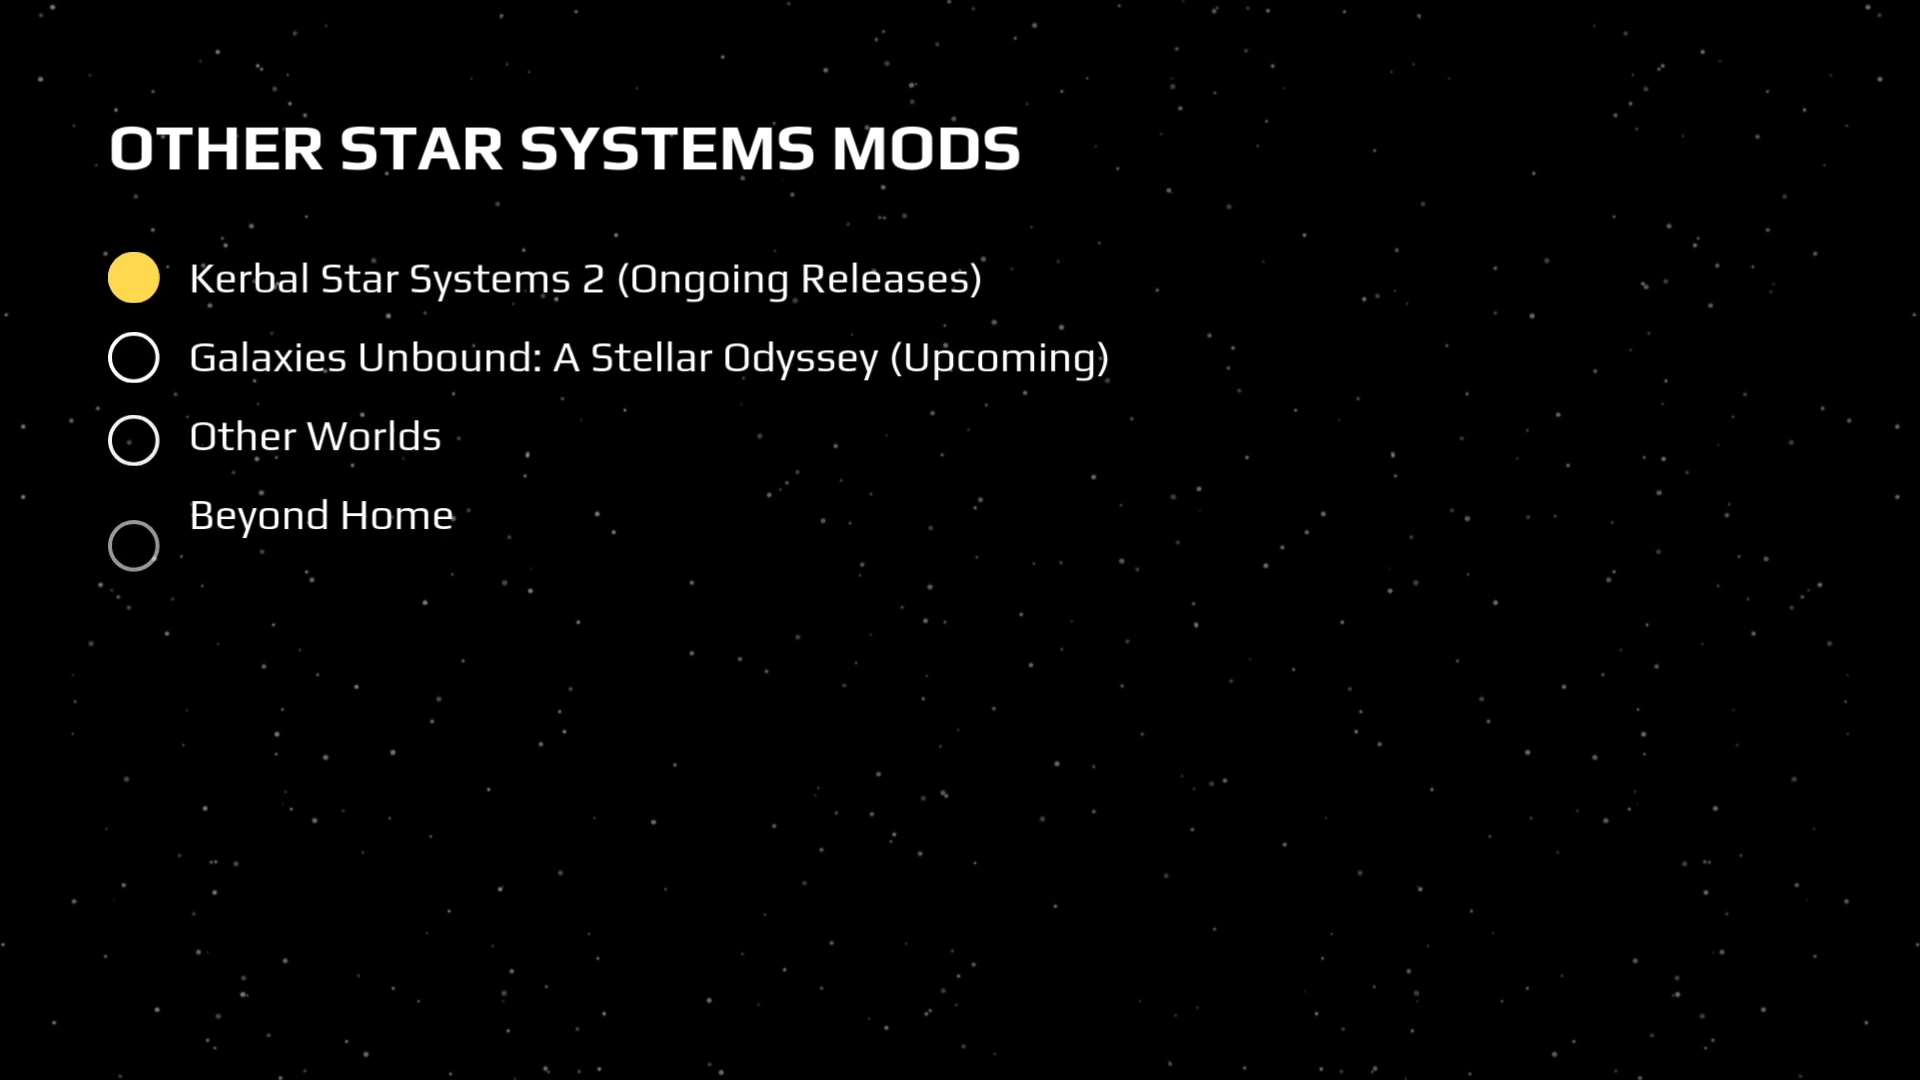 OTHER STAR SYSTEMS MODS
Kerbal Star Systems 2 (Ongoing Releases)
Galaxies Unbound: A Stellar Odyssey (Upcoming)
Other Worlds
Beyond Home